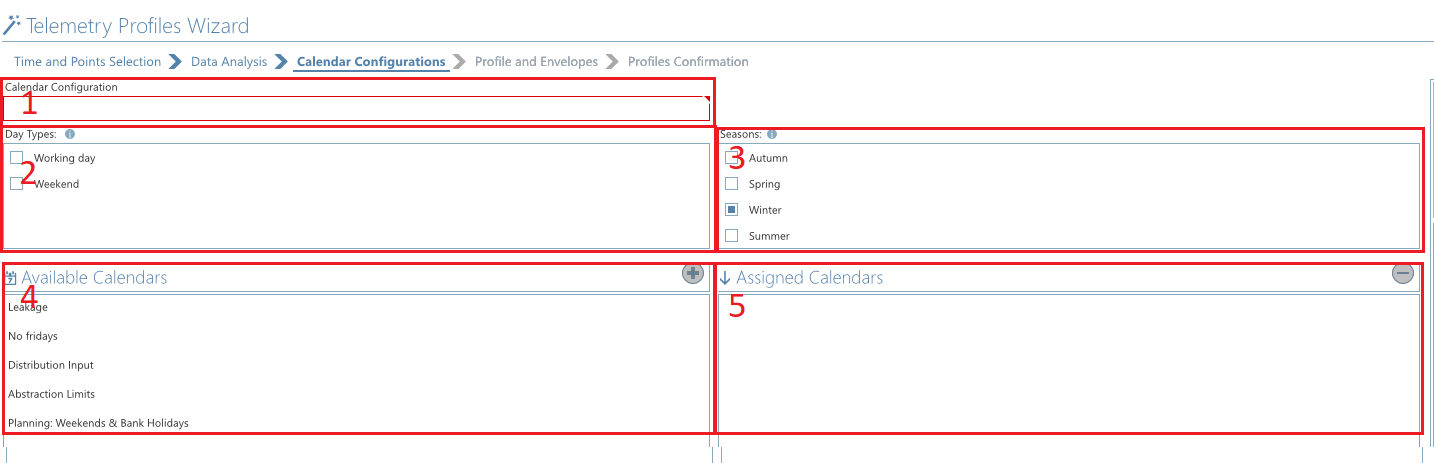 Telemetry Profiles Wizard
Time and Points Selection Data Analysis Calendar Configurations Profile and Envelopes Profiles Confirmation
Calendar Configuration
1
Day Types:
2
Working day
Weekend
Seasons:
3
Autumn
Spring
Winter
Summer
Available Calendars
4
Leakage
No fridays
Distribution Input
Abstraction Limits
Planning: Weekends & Bank Holidays
Assigned Calendars
5